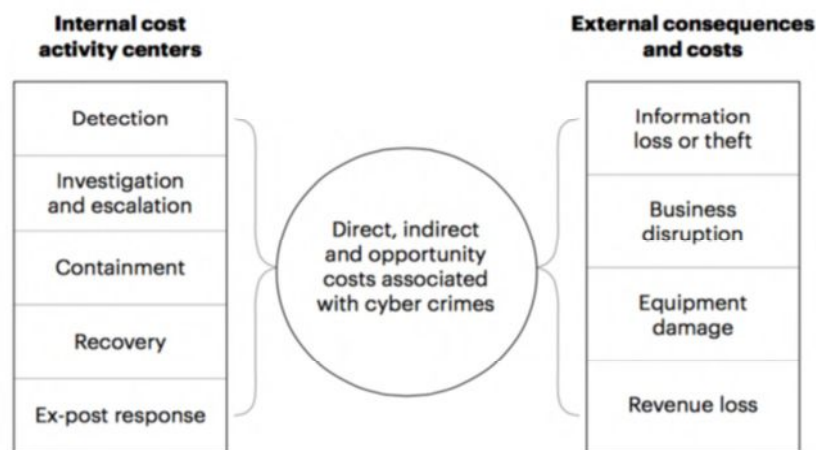 Internal cost
activity centers
Detection
Investigation
and escalation
Containment
Recovery
Ex-post response
Direct, indirect
and opportunity
costs associated
with cyber crimes
External consequences
and costs
Information
loss or theft
Business
disruption
Equipment
damage
Revenue loss